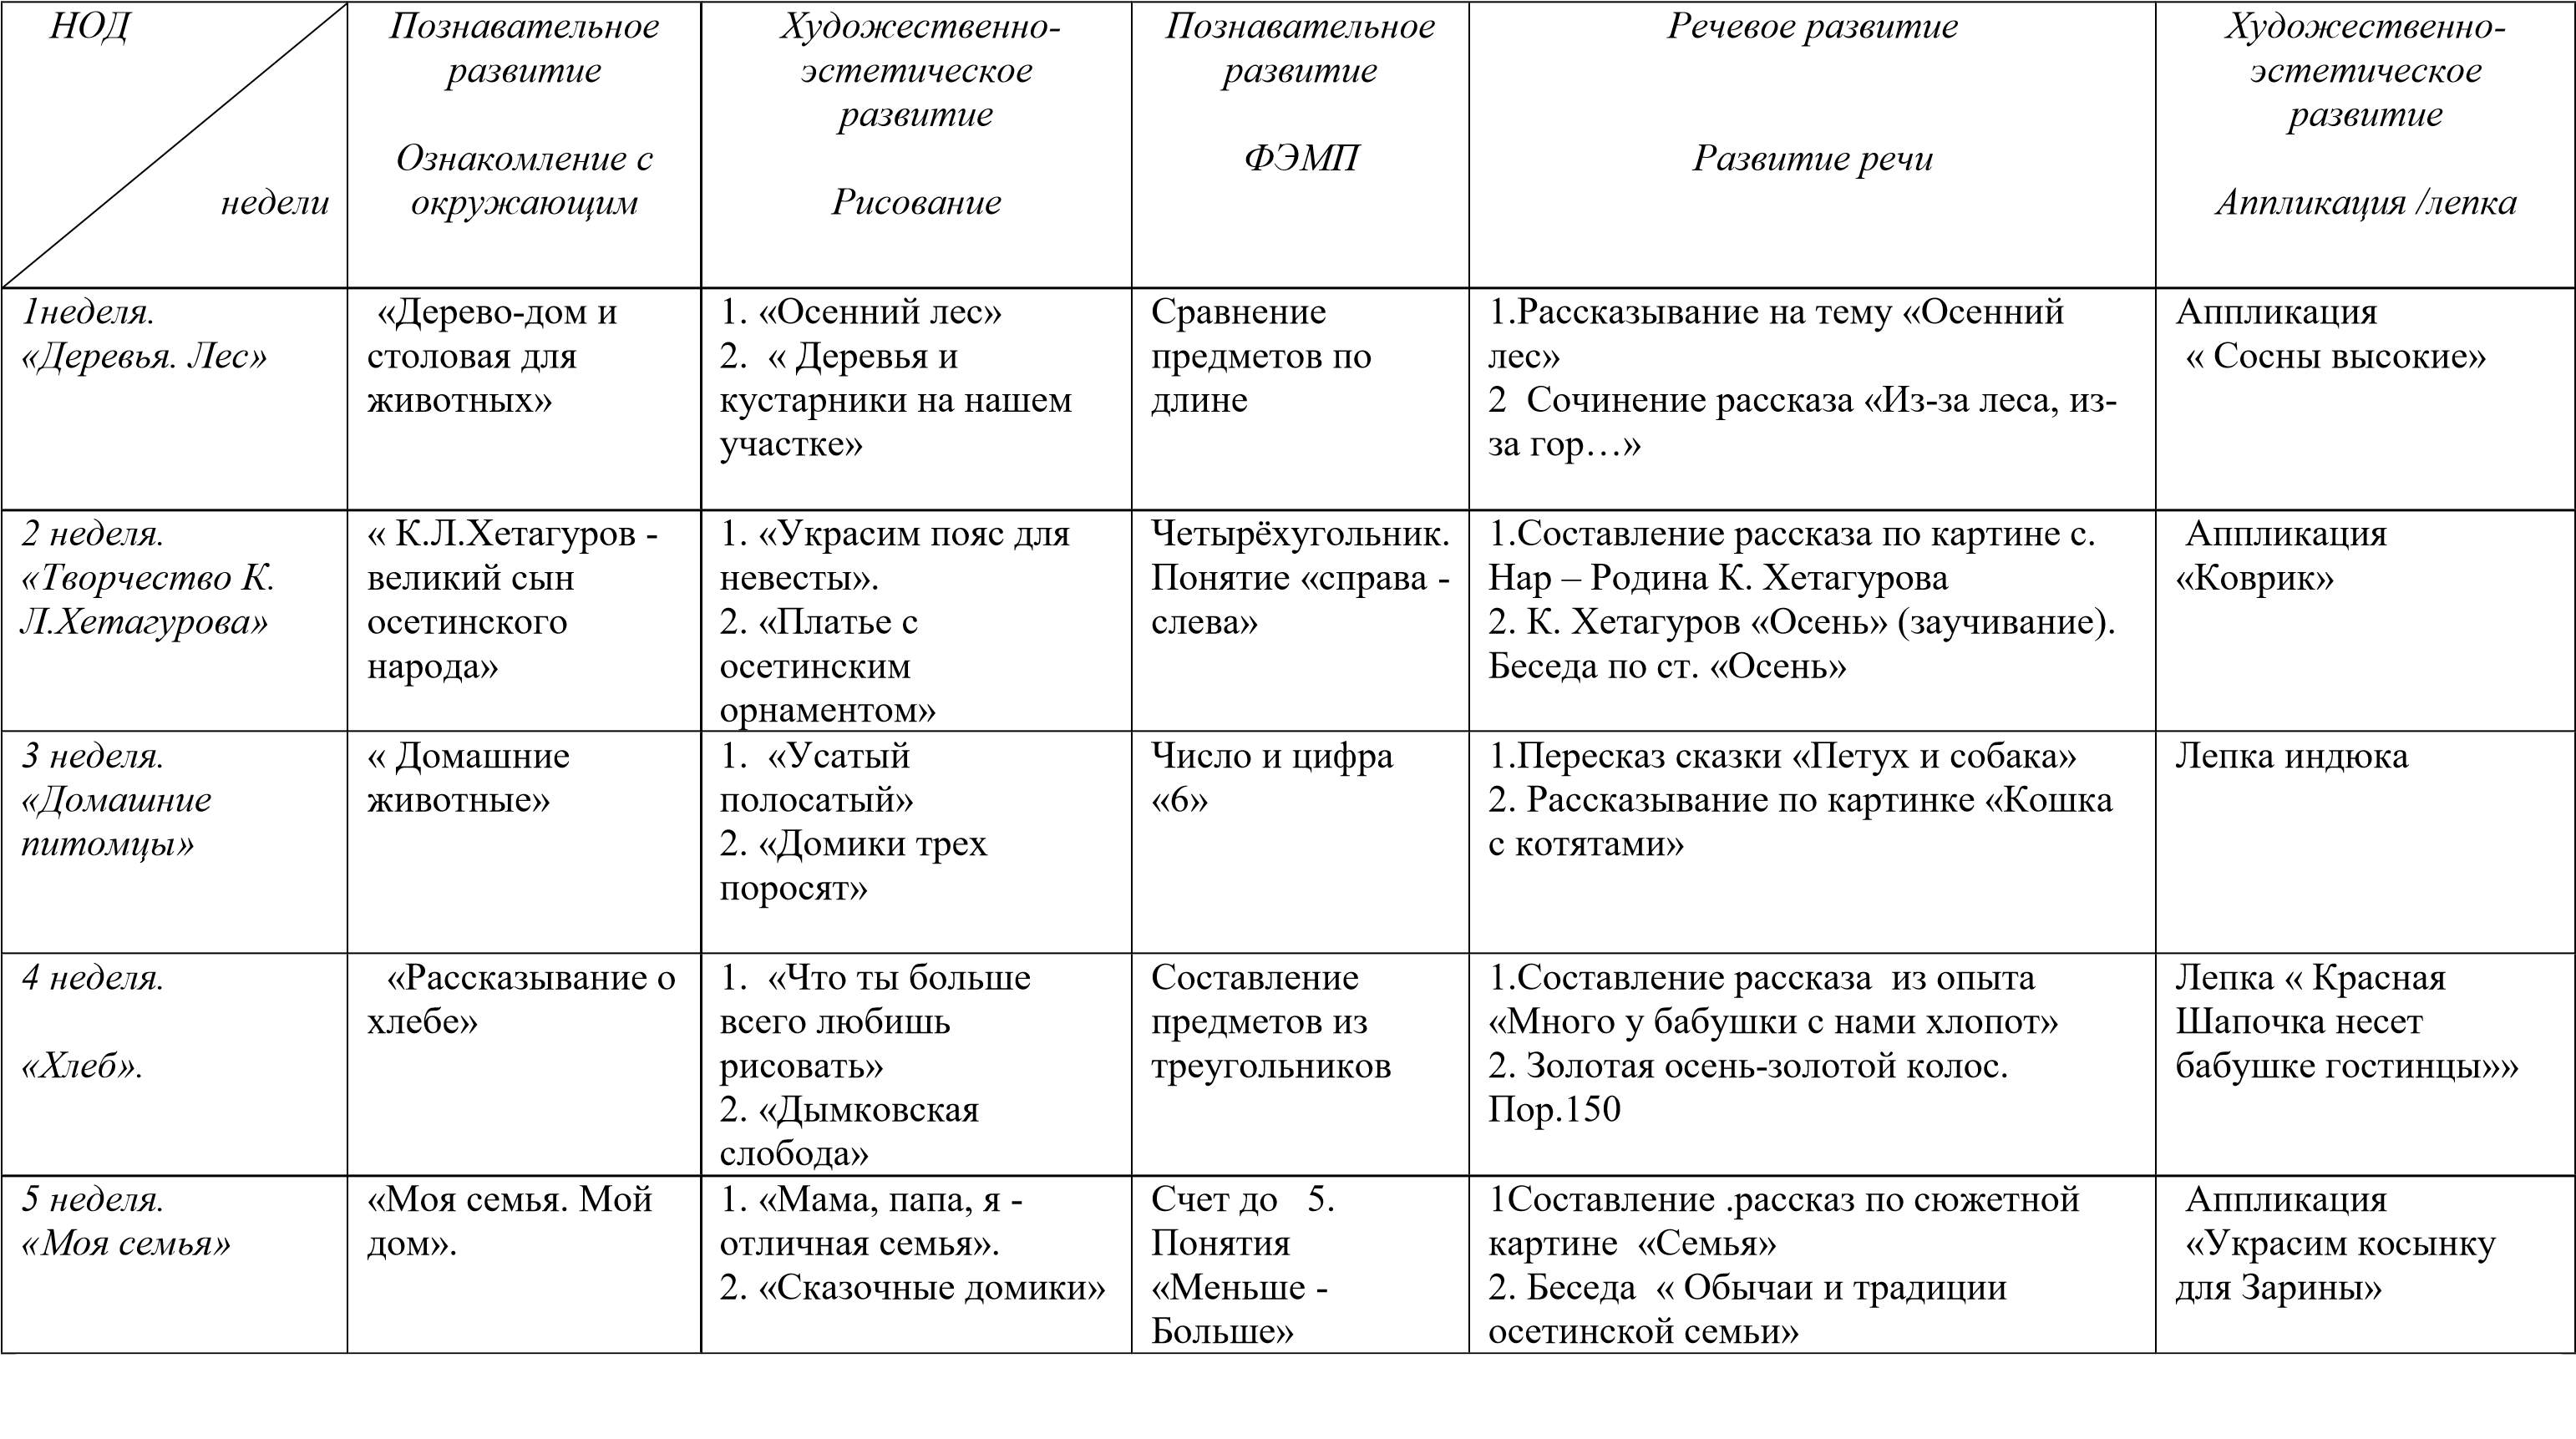 НОД
недели
Познавательное
развитие
Ознакомление с
окружающим
Художественно-
эстетическое
развитие
Рисование
Познавательное
развитие
ФЭМП
Речевое развитие
Развитие речи
Художественно-
эстетическое
развитие
Аппликация /лепка
1неделя.
«Деревья. Лес»
«Дерево-дом и
столовая для
животных»
1. «Осенний лес»
2. « Деревья и
кустарники на нашем
участке»
Сравнение
предметов по
длине
1.Рассказывание на тему «Осенний
лес»
2 Сочинение рассказа «Из-за леса, из-
за гор…»
Аппликация
« Сосны высокие»
2 неделя.
«Творчество К.
Л.Хетагурова»
« К.Л.Хетагуров -
великий сын
осетинского
народа»
1. «Украсим пояс для
невесты».
2. «Платье с
осетинским
орнаментом»
Четырёхугольник.
Понятие «справа -
слева»
1.Составление рассказа по картине с.
Нар – Родина К. Хетагурова
2. К. Хетагуров «Осень» (заучивание).
Беседа по ст. «Осень»
Аппликация
«Коврик»
3 неделя.
«Домашние
питомцы»
« Домашние
животные»
1. «Усатый
полосатый»
2. «Домики трех
поросят»
Число и цифра
«6»
1.Пересказ сказки «Петух и собака»
2. Рассказывание по картинке «Кошка
с котятами»
Лепка индюка
4 неделя.
«Хлеб».
«Рассказывание о
хлебе»
1. «Что ты больше
всего любишь
рисовать»
2. «Дымковская
слобода»
Составление
предметов из
треугольников
1.Составление рассказа из опыта
«Много у бабушки с нами хлопот»
2. Золотая осень-золотой колос.
Пор.150
Лепка « Красная
Шапочка несет
бабушке гостинцы»»
5 неделя.
«Моя семья»
«Моя семья. Мой
дом».
1. «Мама, папа, я -
отличная семья».
2. «Сказочные домики»
Счет до 5.
Понятия
«Меньше -
Больше»
1Составление .рассказ по сюжетной
картине «Семья»
2. Беседа « Обычаи и традиции
осетинской семьи»
Аппликация
«Украсим косынку
для Зарины»